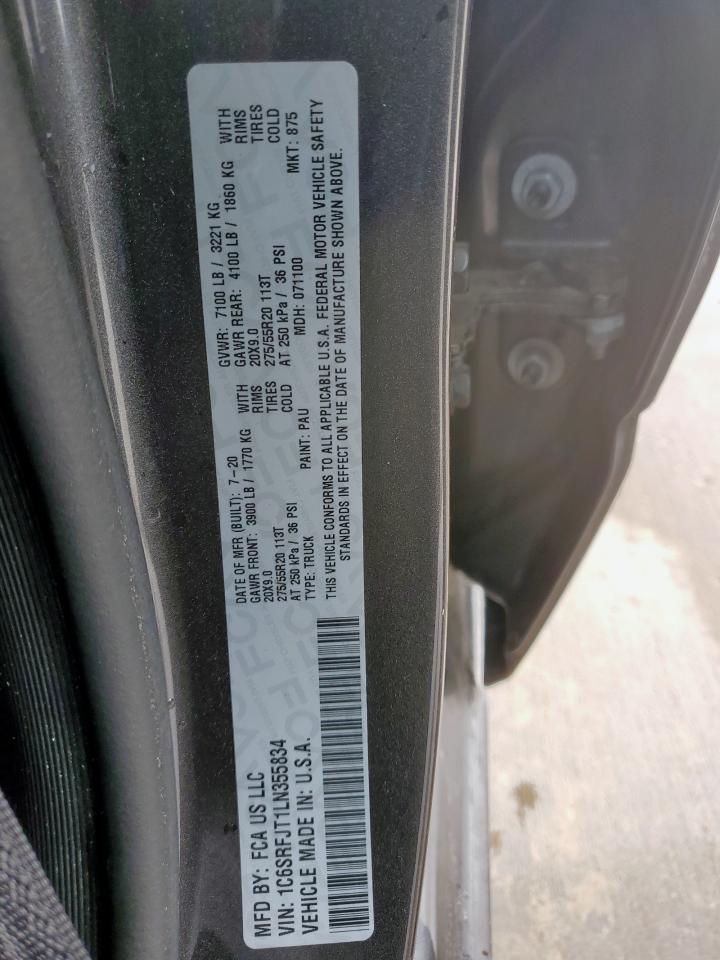 MFD BY: FCA US LLC
VIN: 1C6SRFJT1LN355834
VEHICLE MADE IN: U.S.A.
DATE OF MFR (BUILT): 7-20
GAWR FRONT: 3900 LB / 1770 KG WITH
20X9.0 RIMS
275/55R20 113T TIRES
AT 250 kPa / 36 PSI COLD
TYPE: TRUCK PAINT: PAU
GVWR: 7100 LB / 3221 KG
GAWR REAR: 4100 LB / 1860 KG WITH
20X9.0 RIMS
275/55R20 113T TIRES
AT 250 kPa / 36 PSI COLD
MDH: 071100 MKT: 875
THIS VEHICLE CONFORMS TO ALL APPLICABLE U.S.A. FEDERAL MOTOR VEHICLE SAFETY
STANDARDS IN EFFECT ON THE DATE OF MANUFACTURE SHOWN ABOVE.